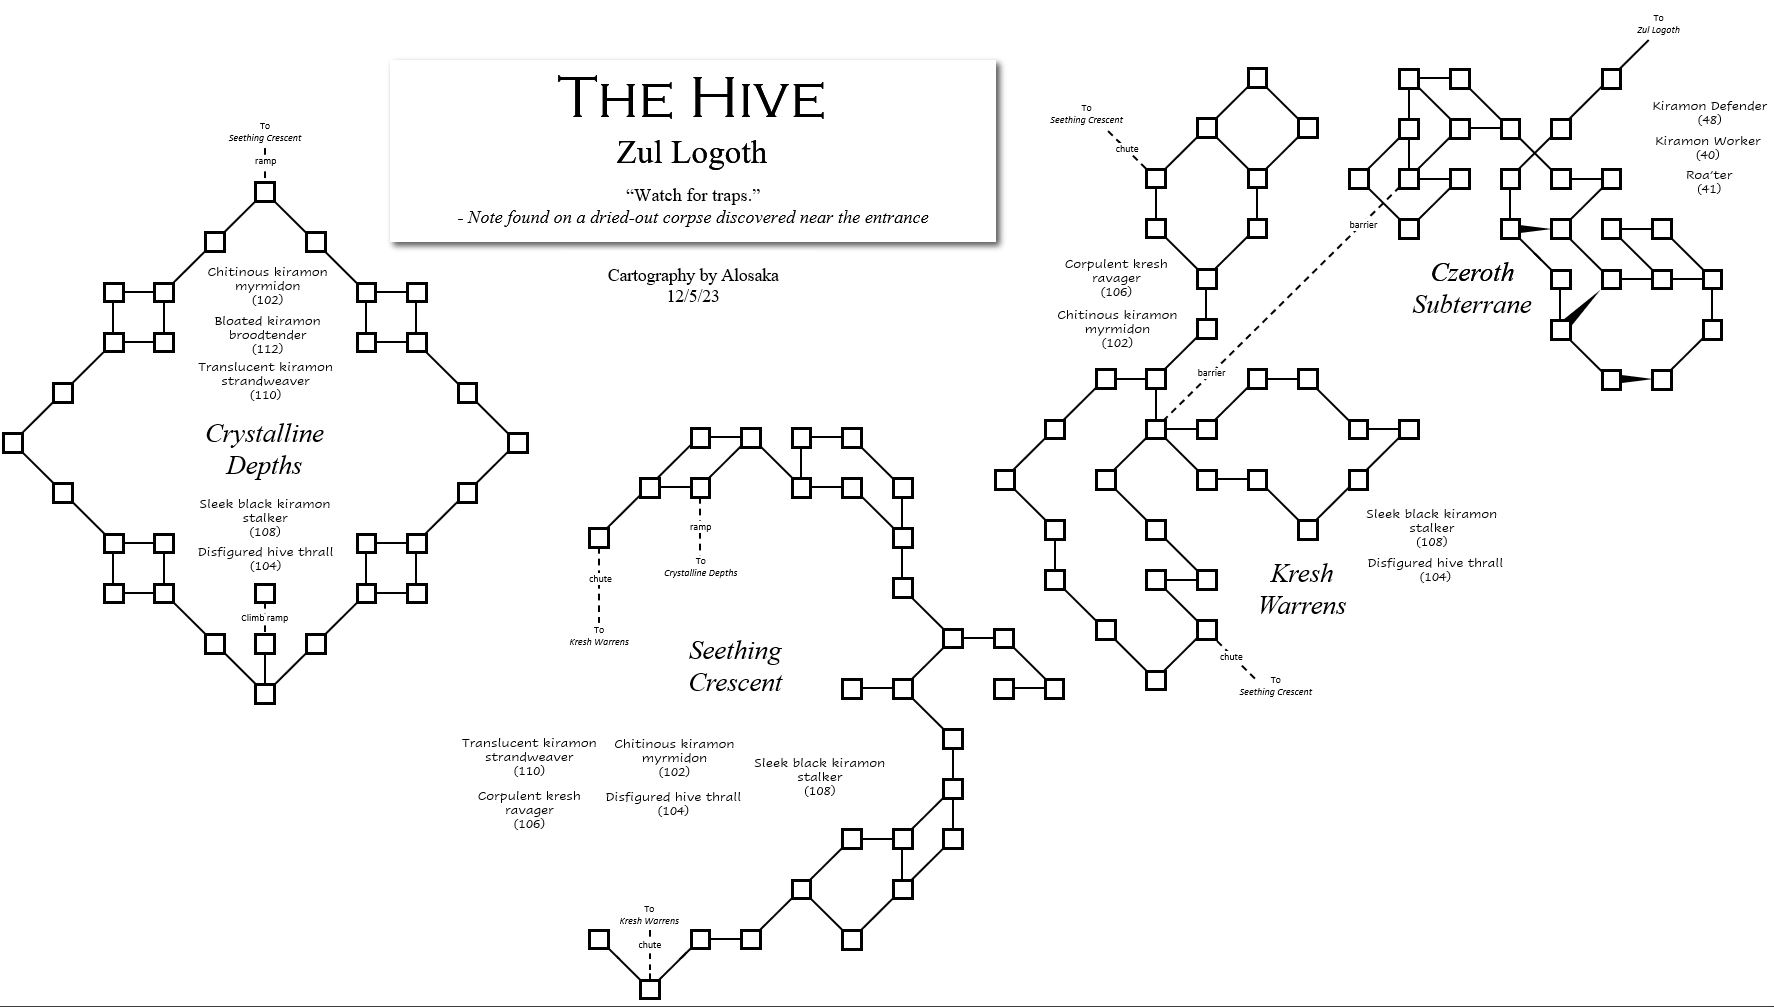 THE HIVE
Zul Logoth
“Watch for traps.”
- Note found on a dried-out corpse discovered near the entrance
Cartography by Alosaka
12/5/23
To
Seething Crescent
ramp
Chitinous kiramon
myrmidon
(102)
Bloated kiramon
broodtender
(112)
Translucent kiramon
strandweaver
(110)
Crystalline
Depths
Sleek black kiramon
stalker
(108)
Disfigured hive thrall
(104)
Climb ramp
ramp
To
Crystalline Depths
chute
To
Kresh Warrens
Seething
Crescent
Translucent kiramon
strandweaver
(110)
Chitinous kiramon
myrmidon
(102)
Sleek black kiramon
stalker
(108)
Corpulent kresh
ravager
(106)
Disfigured hive thrall
(104)
To
Kresh Warrens
chute
To
Seething Crescent
chute
Corpulent kresh
ravager
(106)
Chitinous kiramon
myrmidon
(102)
barrier
barrier
Sleek black kiramon
stalker
(108)
Disfigured hive thrall
(104)
Kresh
Warrens
chute
To
Seething Crescent
To
Zul Logoth
Kiramon Defender
(48)
Kiramon Worker
(40)
Roa'ter
(41)
Czeroth
Subterrane